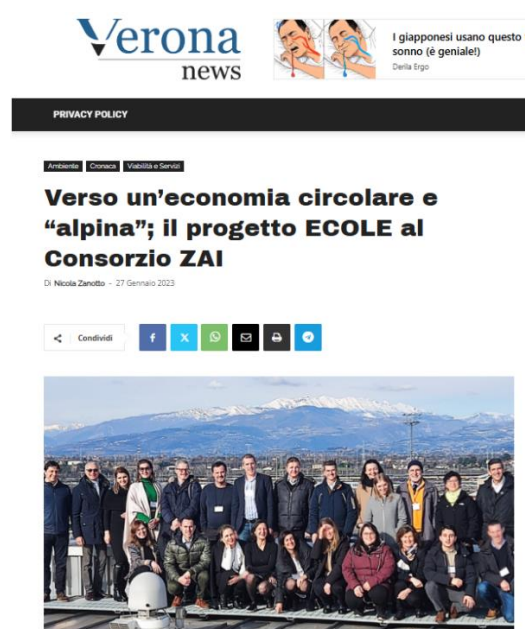 Verona
news
I giapponesi usano questo
sonno (è geniale!)
Derila Ergo
PRIVACY POLICY
Ambiente Cronaca Viabilità e Servizi
Verso un’economia circolare e
“alpina”; il progetto ECOLE al
Consorzio ZAI
Di Nicola Zanotto - 27 Gennaio 2023
Condividi